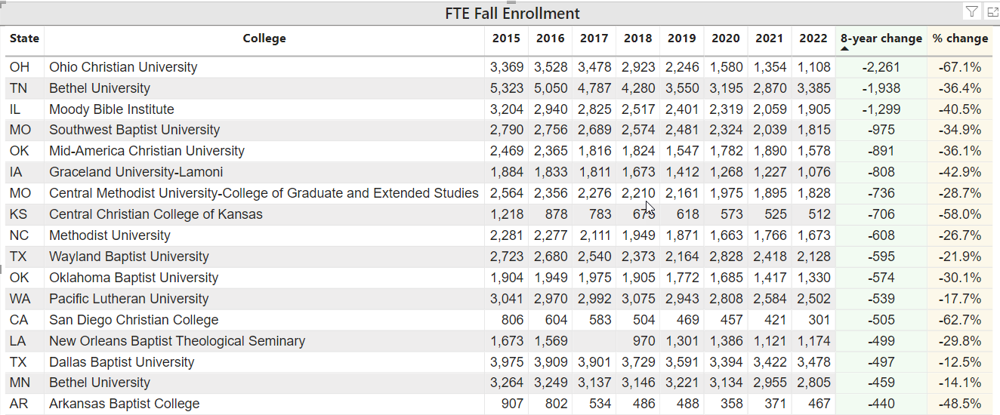 FTE Fall Enrollment
State College 2015 2016 2017 2018 2019 2020 2021 2022 8-year change % change
OH Ohio Christian University 3,369 3,528 3,478 2,923 2,246 1,580 1,354 1,108 -2,261 -67.1%
TN Bethel University 5,323 5,050 4,787 4,280 3,550 3,195 2,870 3,385 -1,938 -36.4%
IL Moody Bible Institute 3,204 2,940 2,825 2,517 2,401 2,319 2,059 1,905 -1,299 -40.5%
MO Southwest Baptist University 2,790 2,756 2,689 2,574 2,481 2,324 2,039 1,815 -975 -34.9%
OK Mid-America Christian University 2,469 2,365 1,816 1,824 1,547 1,782 1,890 1,578 -891 -36.1%
IA Graceland University-Lamoni 1,884 1,833 1,811 1,673 1,412 1,268 1,227 1,076 -808 -42.9%
MO Central Methodist University-College of Graduate and Extended Studies 2,564 2,356 2,276 2,210 2,161 1,975 1,895 1,828 -736 -28.7%
KS Central Christian College of Kansas 1,218 878 783 618 573 525 512 -706 -58.0%
NC Methodist University 2,281 2,277 2,111 1,949 1,871 1,663 1,766 1,673 -608 -26.7%
TX Wayland Baptist University 2,723 2,680 2,540 2,373 2,164 2,828 2,418 2,128 -595 -21.9%
OK Oklahoma Baptist University 1,904 1,949 1,975 1,905 1,772 1,685 1,417 1,330 -574 -30.1%
WA Pacific Lutheran University 3,041 2,970 2,992 3,075 2,943 2,808 2,584 2,502 -539 -17.7%
CA San Diego Christian College 806 604 583 504 469 457 421 301 -505 -62.7%
LA New Orleans Baptist Theological Seminary 1,673 1,569 970 1,301 1,386 1,121 1,174 -499 -29.8%
TX Dallas Baptist University 3,975 3,909 3,901 3,729 3,591 3,394 3,422 3,478 -497 -12.5%
MN Bethel University 3,264 3,249 3,137 3,146 3,221 3,134 2,955 2,805 -459 -14.1%
AR Arkansas Baptist College 907 802 534 486 488 358 371 467 -440 -48.5%